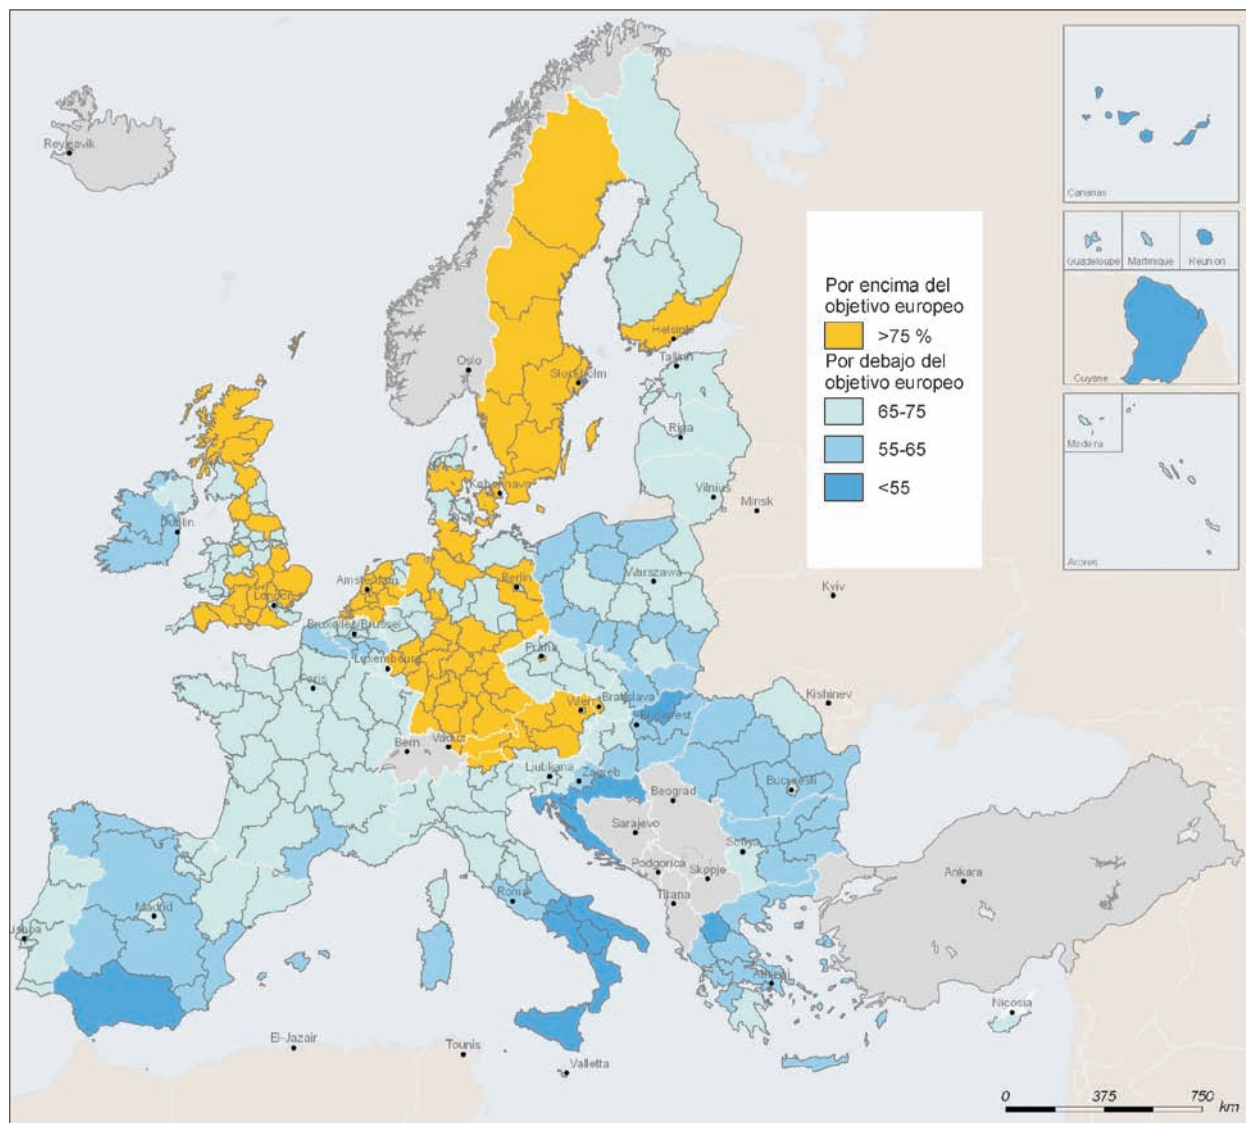 Reykjavik
Canarias
Guadeloupe
Martinique
Réunion
Guyane
Madeira
Acores
Por encima del
objetivo europeo
>75 %
Por debajo del
objetivo europeo
65-75
55-65
<55
Helsinki
Tallinn
Oslo
Stockholm
Riga
København
Vilnius
Minsk
Dublin
Amsterdam
Berlin
Warszawa
London
Kyiv
Bruxelles/Brussel
Luxembourg
Praha
Paris
Kishinev
Wien
Bratislava
Budapest
Bern
Vaduz
Ljubljana
Zagreb
Bucuresti
Beograd
Sarajevo
Sofiya
Podgorica
Skopje
Ankara
Roma
Tirana
Madrid
Lisboa
Athinai
Nicosia
El-Jazair
Tounis
Valletta
0 375 750
km